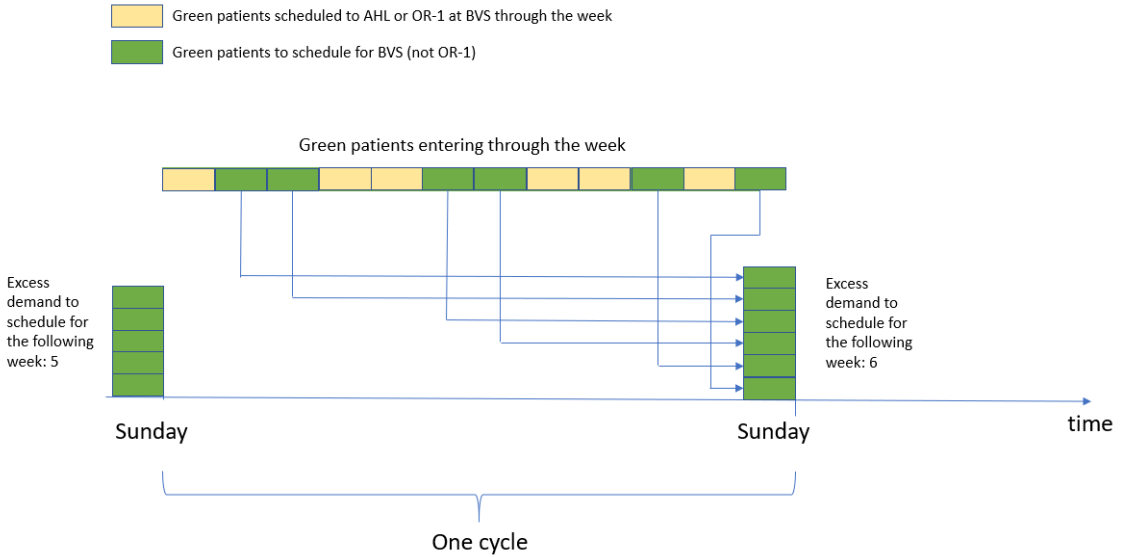 Green patients scheduled to AHL or OR-1 at BVS through the week
Green patients to schedule for BVS (not OR-1)
Green patients entering through the week
Excess
demand to
schedule for
the following
week: 5
Excess
demand to
schedule for
the following
week: 6
Sunday
Sunday
time
One cycle